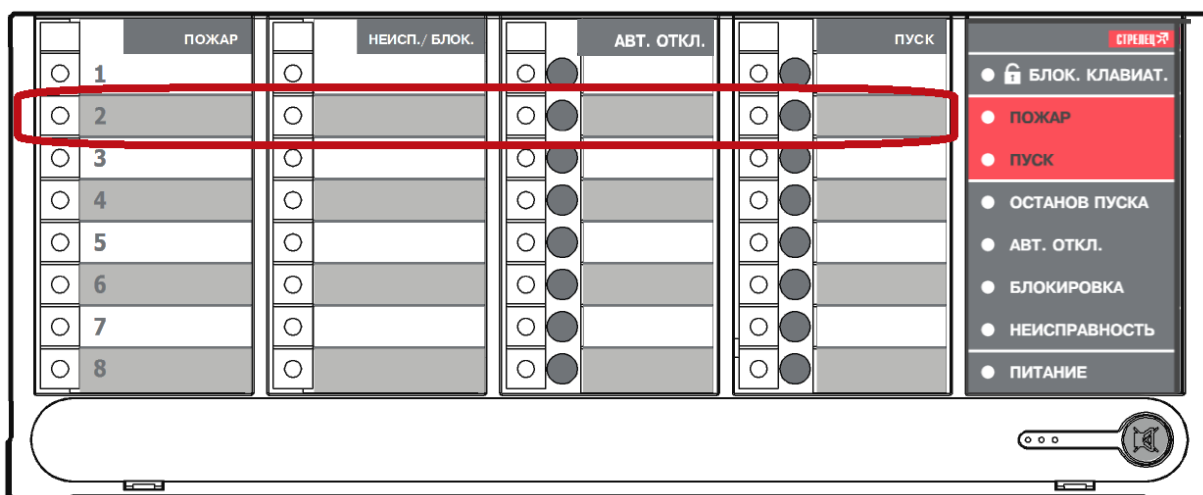 ПОЖАР НЕИСП./ БЛОК. АВТ. ОТКЛ. ПУСК СТРЕЛЕЦ
1
2
3
4
5
6
7
8
БЛОК. КЛАВИАТ.
ПОЖАР
ПУСК
ОСТАНОВ ПУСКА
АВТ. ОТКЛ.
БЛОКИРОВКА
НЕИСПРАВНОСТЬ
ПИТАНИЕ